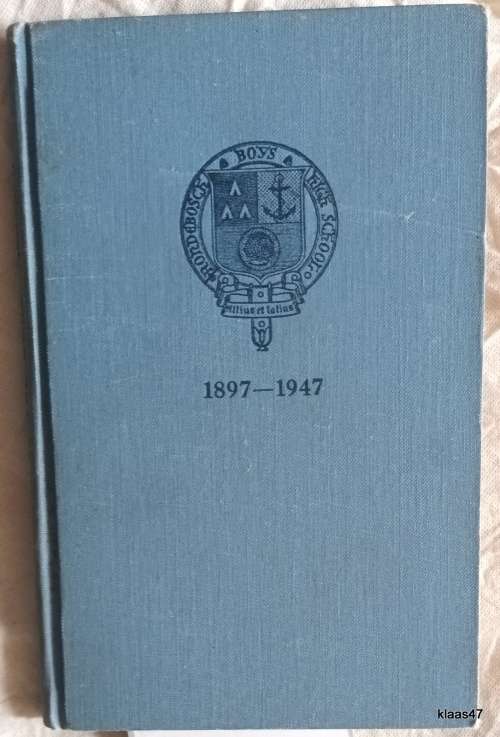 RONDEBOSCH BOYS HIGH SCHOOL
Altius et latius
1897—1947
klaas47